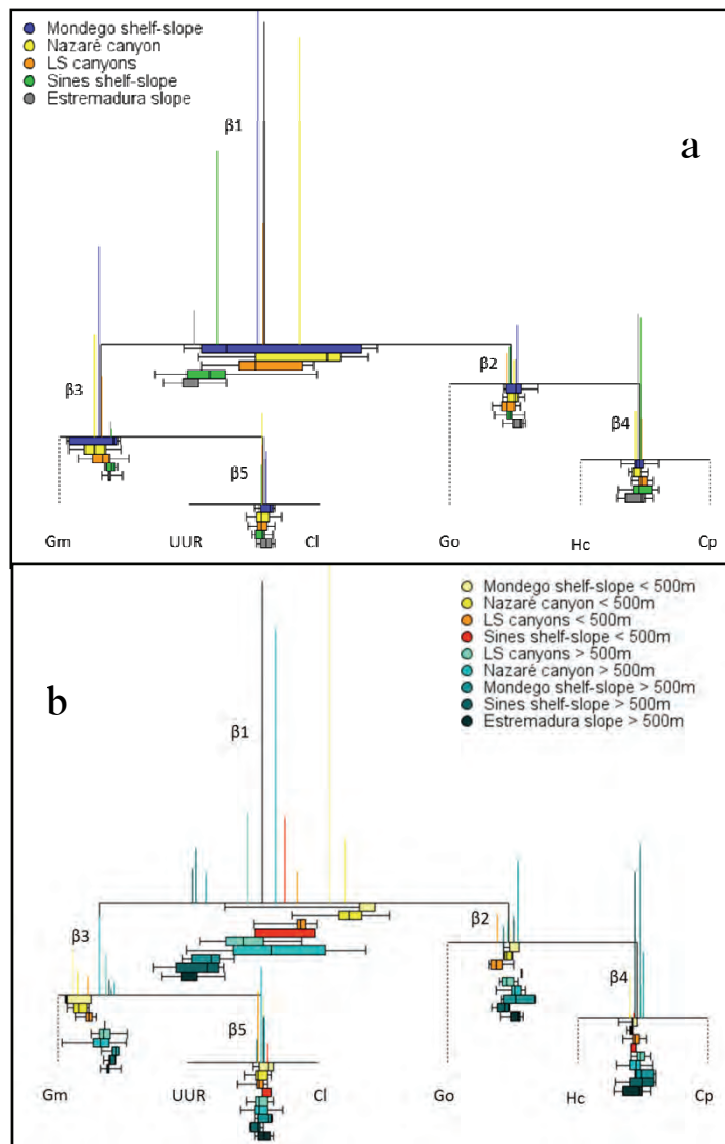 Mondego shelf-slope
Nazaré canyon
LS canyons
Sines shelf-slope
Estremadura slope
a
β1
β2
β3
β4
β5
Gm UUR Cl Go Hc Cp
b
Mondego shelf-slope < 500m
Nazaré canyon < 500m
LS canyons < 500m
Sines shelf-slope < 500m
LS canyons > 500m
Nazaré canyon > 500m
Mondego shelf-slope > 500m
Sines shelf-slope > 500m
Estremadura slope > 500m
β1
β2
β3
β4
β5
Gm UUR Cl Go Hc Cp